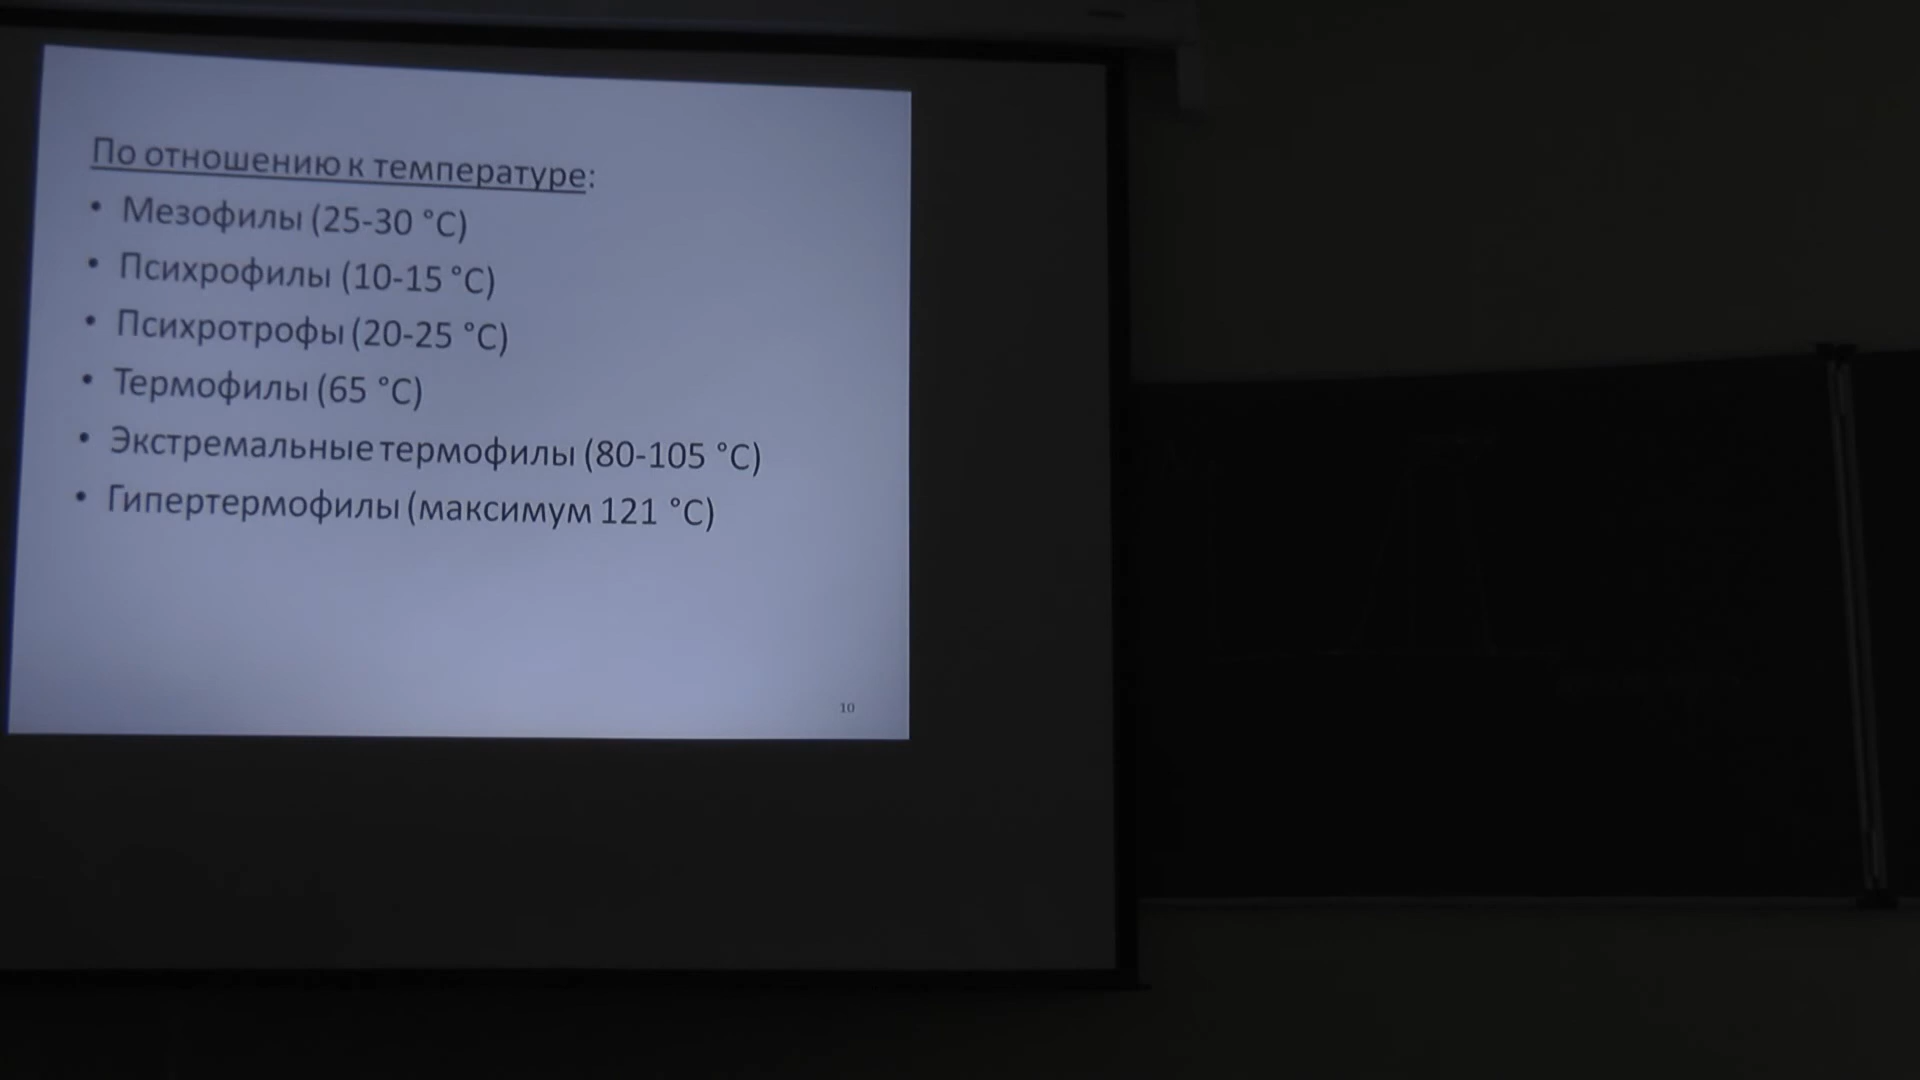 По отношению к температуре:
• Мезофилы (25-30 °C)
• Психрофилы (10-15 °C)
• Психротрофы (20-25 °C)
• Термофилы (65 °C)
• Экстремальные термофилы (80-105 °C)
• Гипертермофилы (максимум 121 °C)
10